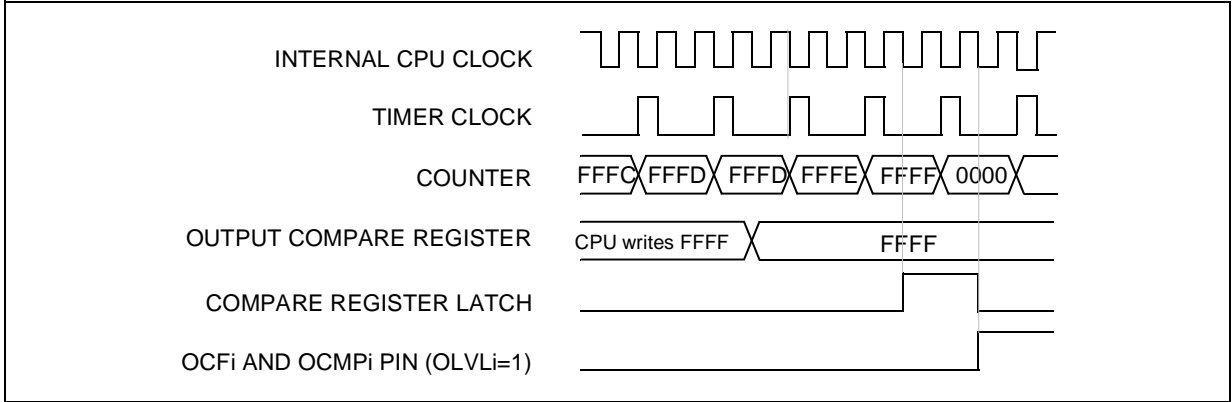 INTERNAL CPU CLOCK
TIMER CLOCK
COUNTER FFFC FFFD FFFD FFFE FFFF 0000
OUTPUT COMPARE REGISTER CPU writes FFFF FFFF
COMPARE REGISTER LATCH
OCFi AND OCMPi PIN (OLVLi=1)